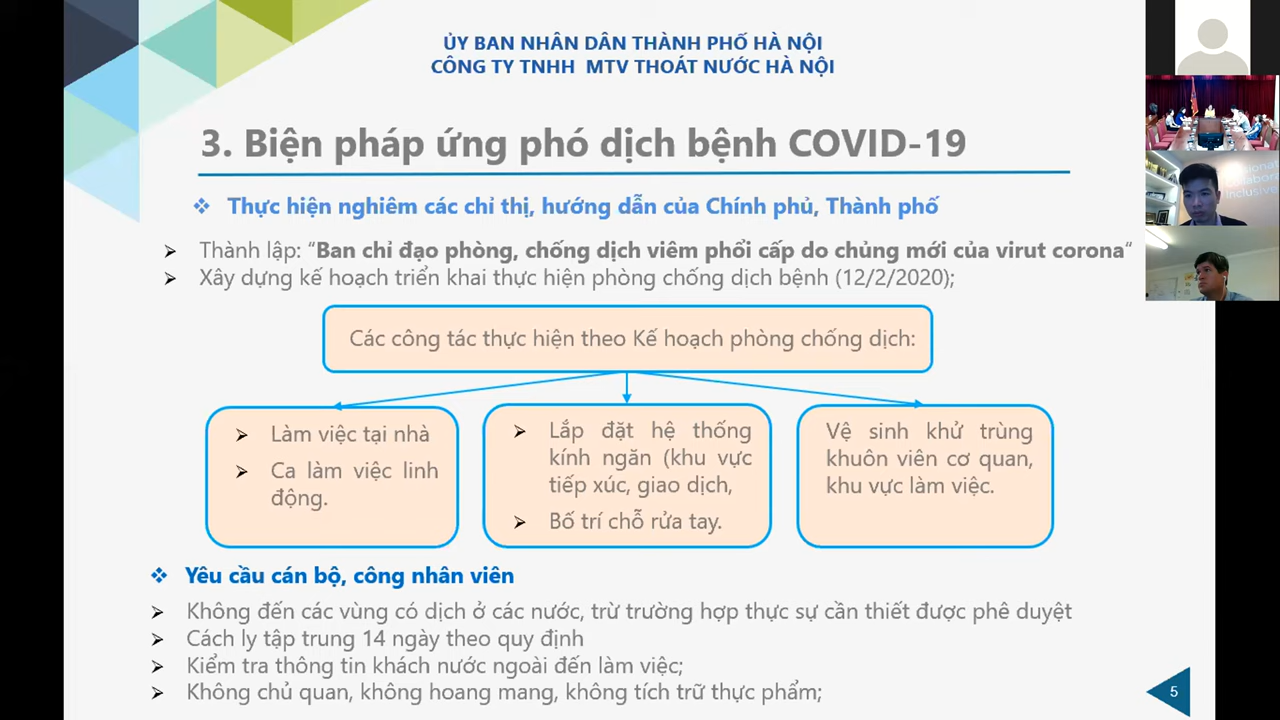 ỦY BAN NHÂN DÂN THÀNH PHỐ HÀ NỘI
CÔNG TY TNHH MTV THOÁT NƯỚC HÀ NỘI
3. Biện pháp ứng phó dịch bệnh COVID-19
Thực hiện nghiêm các chỉ thị, hướng dẫn của Chính phủ, Thành phố
Thành lập: “Ban chỉ đạo phòng, chống dịch viêm phổi cấp do chủng mới của virut corona“
Xây dựng kế hoạch triển khai thực hiện phòng chống dịch bệnh (12/2/2020);
Các công tác thực hiện theo Kế hoạch phòng chống dịch:
Làm việc tại nhà
Ca làm việc linh
động.
Lắp đặt hệ thống
kính ngăn (khu vực
tiếp xúc, giao dịch,
Bố trí chỗ rửa tay.
Vệ sinh khử trùng
khuôn viên cơ quan,
khu vực làm việc.
Yêu cầu cán bộ, công nhân viên
Không đến các vùng có dịch ở các nước, trừ trường hợp thực sự cần thiết được phê duyệt
Cách ly tập trung 14 ngày theo quy định
Kiểm tra thông tin khách nước ngoài đến làm việc;
Không chủ quan, không hoang mang, không tích trữ thực phẩm;
5